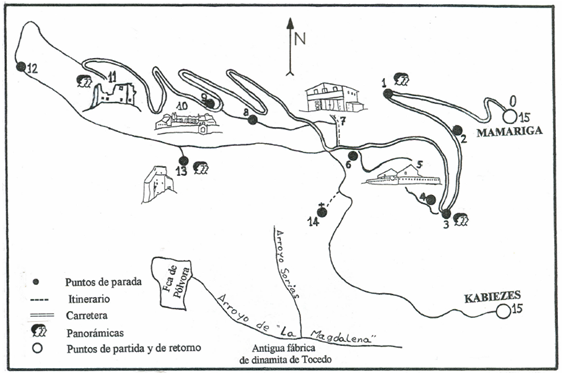 N
11
1
0
12
10
9
8
7
15
MAMARIGA
2
6
5
13
4
3
14
Arroyo Sorias
Fca de
Pólvora
Puntos de parada
Itinerario
KABIEZES
15
Carretera
Arroyo de "La Magdalena"
Panorámicas
Puntos de partida y de retorno
Antigua fábrica
de dinamita de Tocedo